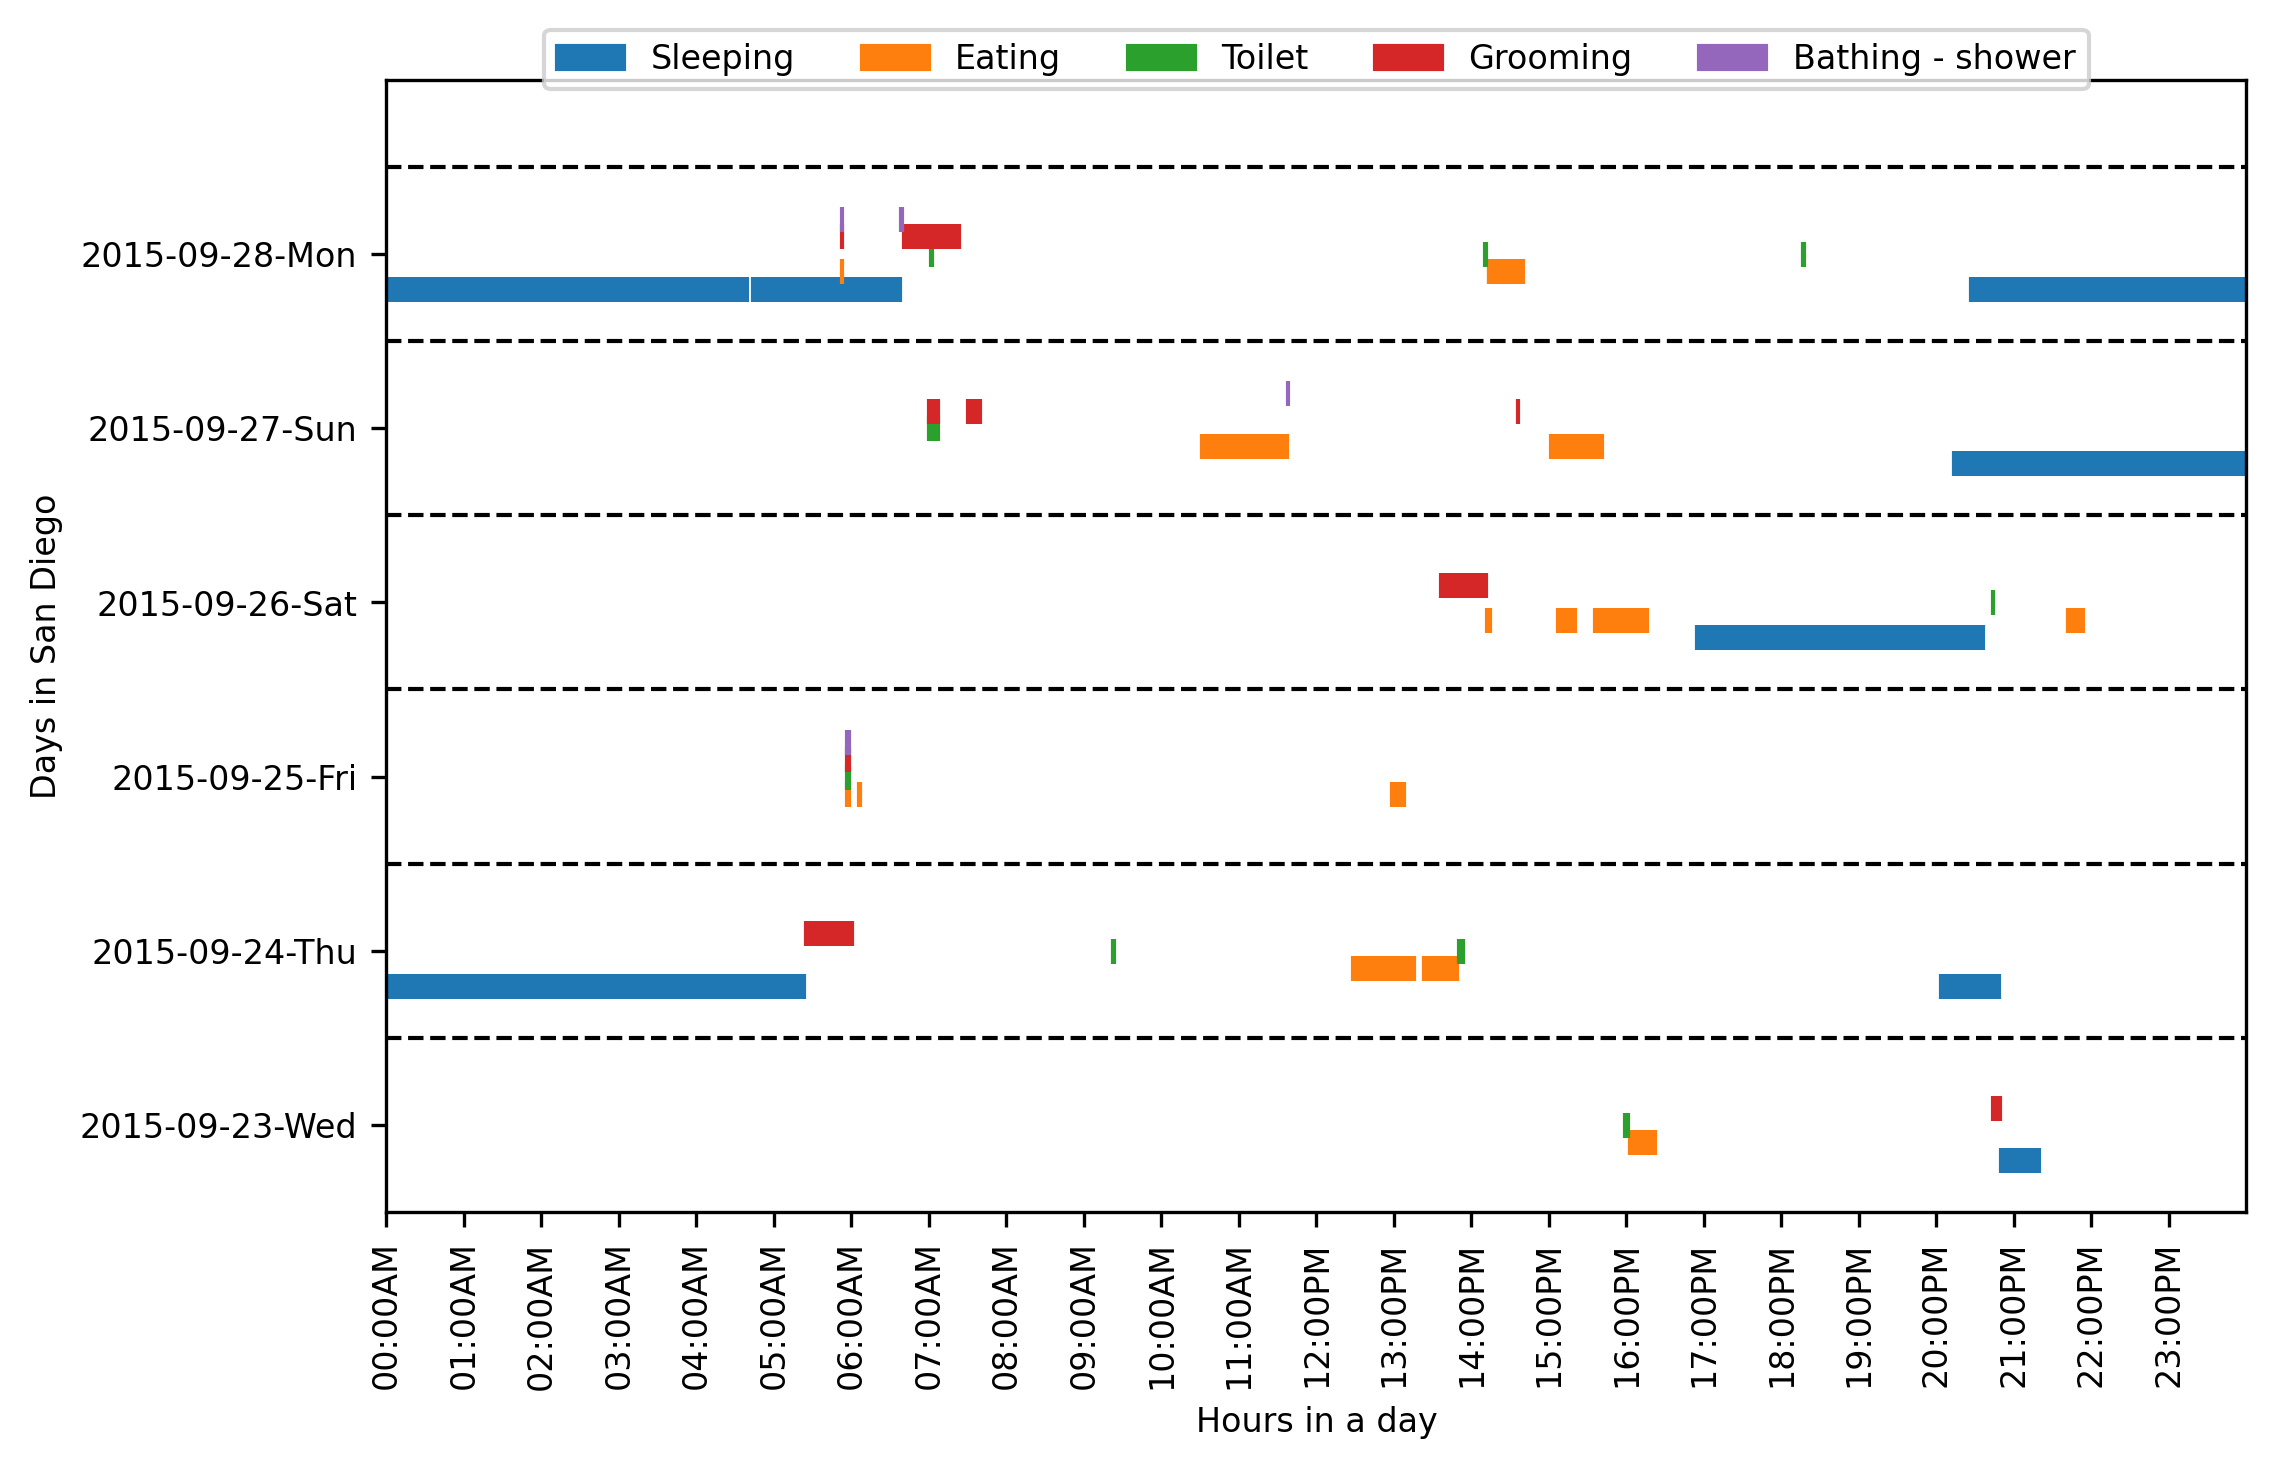 Sleeping Eating Toilet Grooming Bathing - shower
2015-09-28-Mon
2015-09-27-Sun
2015-09-26-Sat
2015-09-25-Fri
2015-09-24-Thu
2015-09-23-Wed
Days in San Diego
00:00AM
01:00AM
02:00AM
03:00AM
04:00AM
05:00AM
06:00AM
07:00AM
08:00AM
09:00AM
10:00AM
11:00AM
12:00PM
13:00PM
14:00PM
15:00PM
16:00PM
17:00PM
18:00PM
19:00PM
20:00PM
21:00PM
22:00PM
23:00PM
Hours in a day